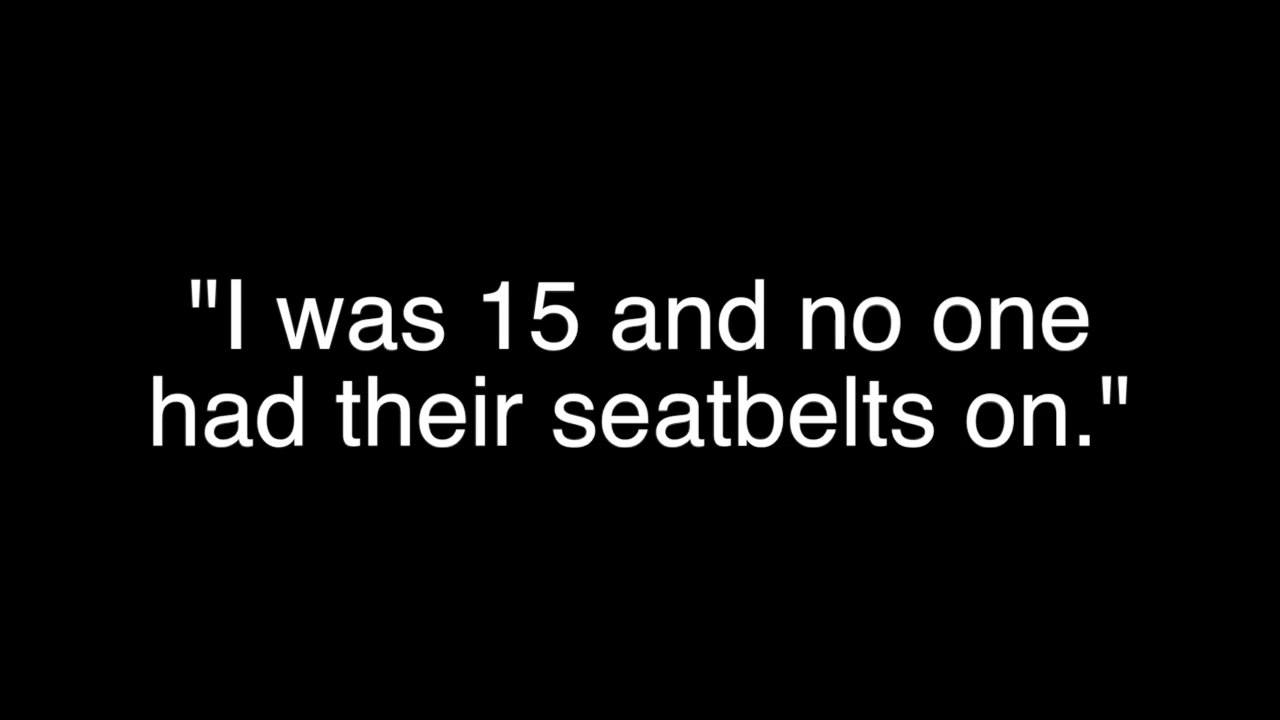 "I was 15 and no one
had their seatbelts on."